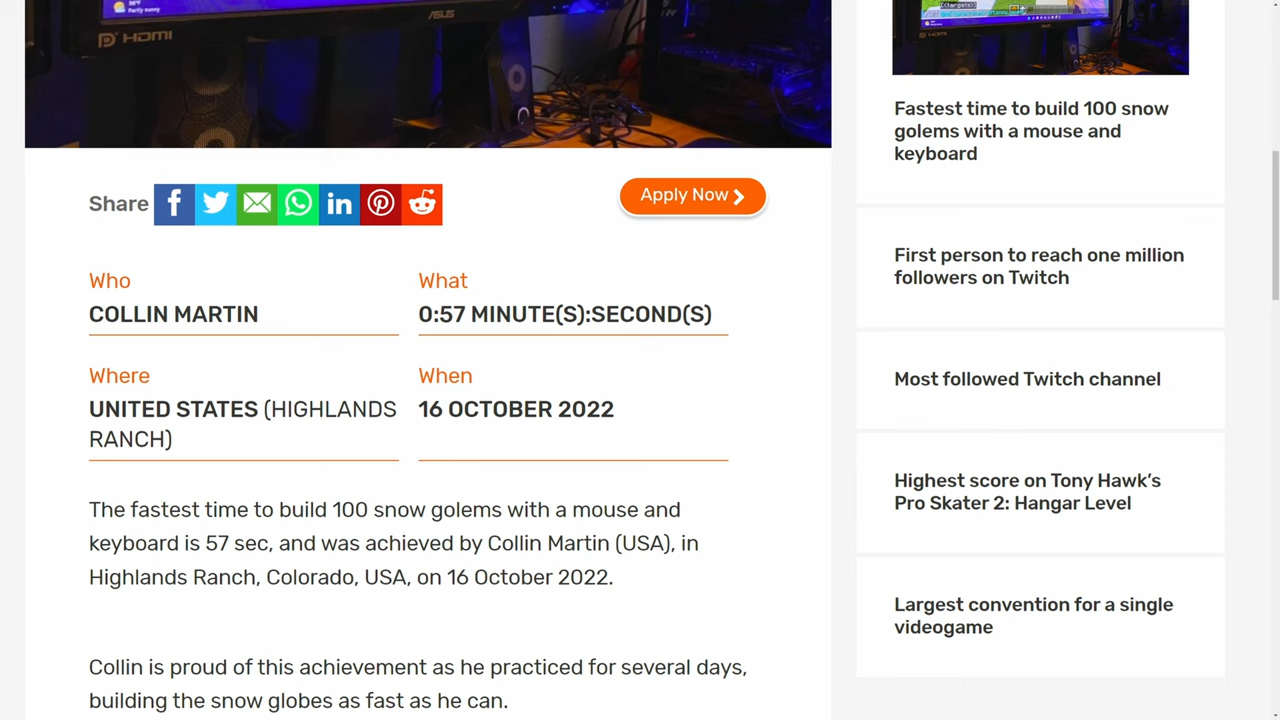 Partly sunny
HDMI
ASUS
HDMI
Share
Apply Now
Who
COLLIN MARTIN
What
0:57 MINUTE(S):SECOND(S)
Where
UNITED STATES (HIGHLANDS
RANCH)
When
16 OCTOBER 2022
The fastest time to build 100 snow golems with a mouse and
keyboard is 57 sec, and was achieved by Collin Martin (USA), in
Highlands Ranch, Colorado, USA, on 16 October 2022.
Collin is proud of this achievement as he practiced for several days,
building the snow globes as fast as he can.
Fastest time to build 100 snow
golems with a mouse and
keyboard
First person to reach one million
followers on Twitch
Most followed Twitch channel
Highest score on Tony Hawk’s
Pro Skater 2: Hangar Level
Largest convention for a single
videogame